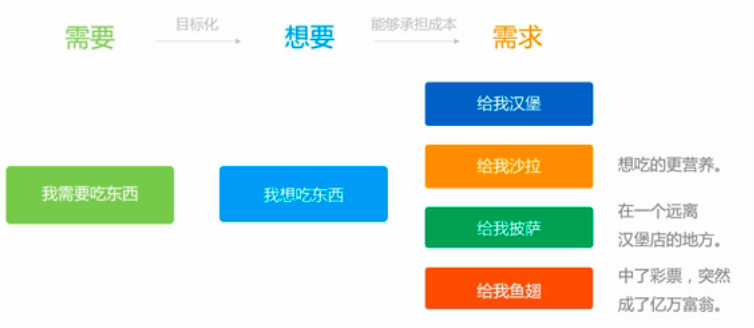 需要
目标化
想要
能够承担成本
需求
给我汉堡
我需要吃东西
我想吃东西
给我沙拉
想吃的更营养。
给我披萨
在一个远离
汉堡店的地方。
给我鱼翅
中了彩票，突然
成了亿万富翁。